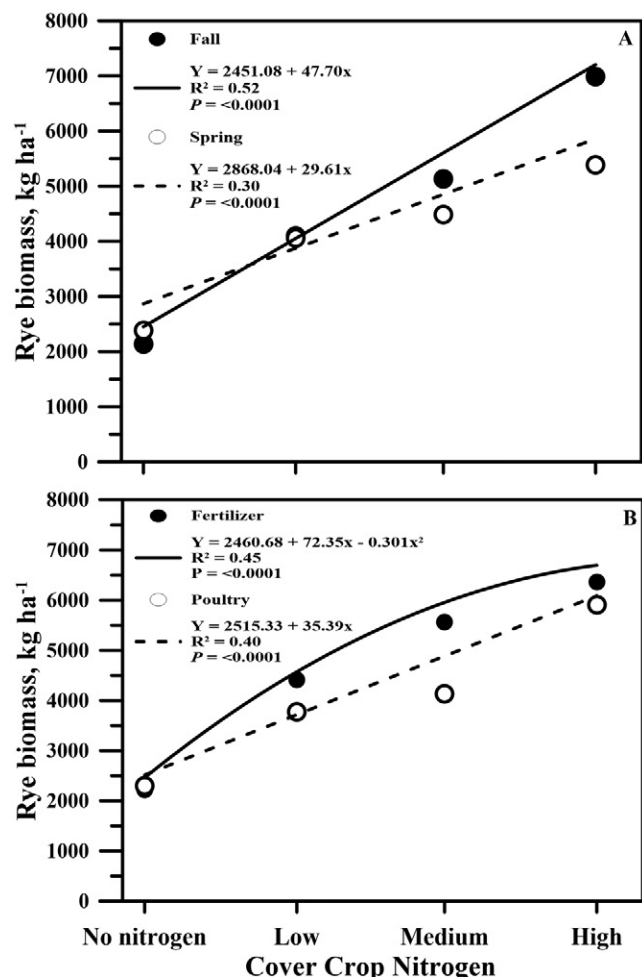 A
Fall
Y = 2451.08 + 47.70x
R² = 0.52
P = <0.0001
Spring
Y = 2868.04 + 29.61x
R² = 0.30
P = <0.0001
8000
7000
6000
5000
4000
3000
2000
1000
0
Rye biomass, kg ha⁻¹
B
Fertilizer
Y = 2460.68 + 72.35x - 0.301x²
R² = 0.45
P = <0.0001
Poultry
Y = 2515.33 + 35.39x
R² = 0.40
P = <0.0001
8000
7000
6000
5000
4000
3000
2000
1000
0
Rye biomass, kg ha⁻¹
No nitrogen Low Medium High
Cover Crop Nitrogen